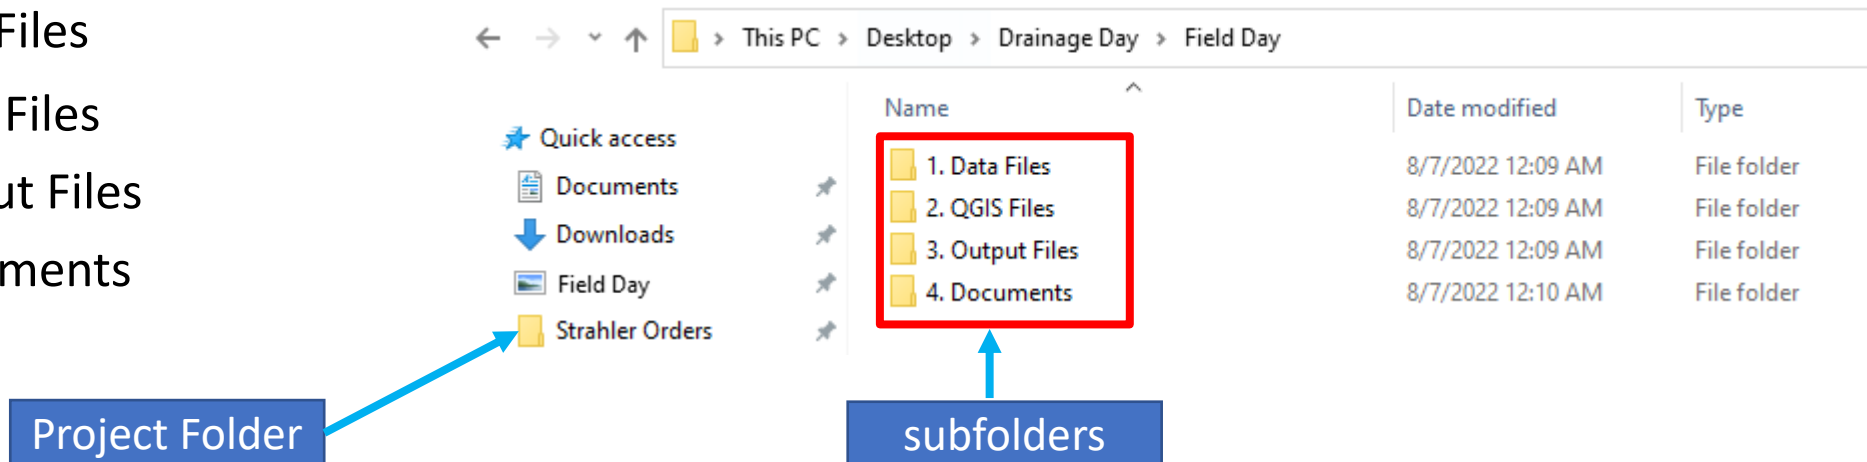 Files
Files
ut Files
ments
This PC > Desktop > Drainage Day > Field Day
Name Date modified Type
Quick access
Documents
Downloads
Field Day
Strahler Orders
1. Data Files 8/7/2022 12:09 AM File folder
2. QGIS Files 8/7/2022 12:09 AM File folder
3. Output Files 8/7/2022 12:09 AM File folder
4. Documents 8/7/2022 12:10 AM File folder
Project Folder
subfolders